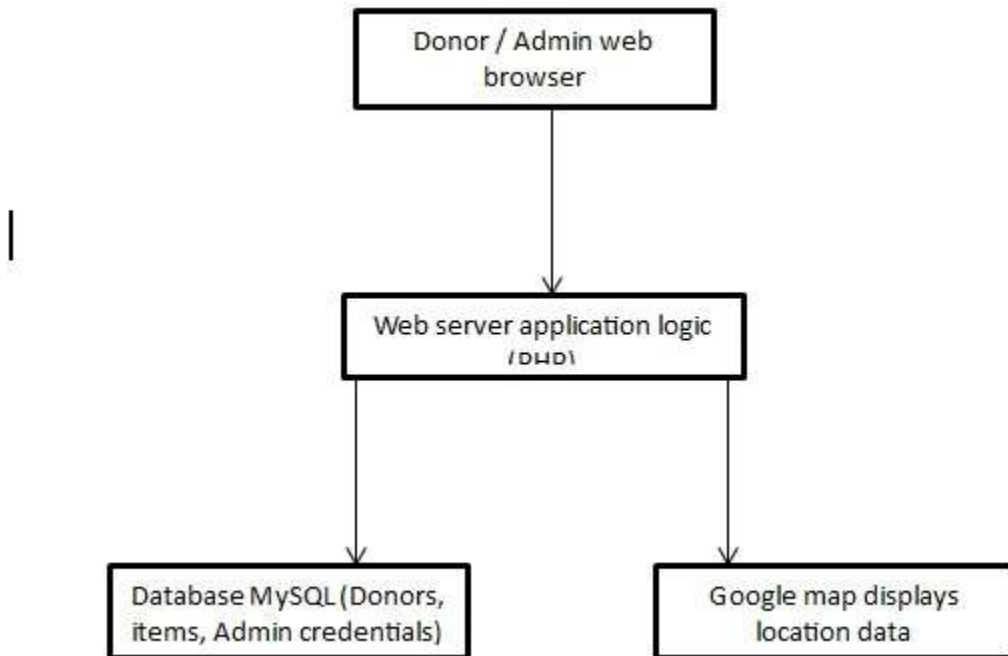 Donor / Admin web
browser
Web server application logic
(PHP)
Database MySQL (Donors,
items, Admin credentials)
Google map displays
location data